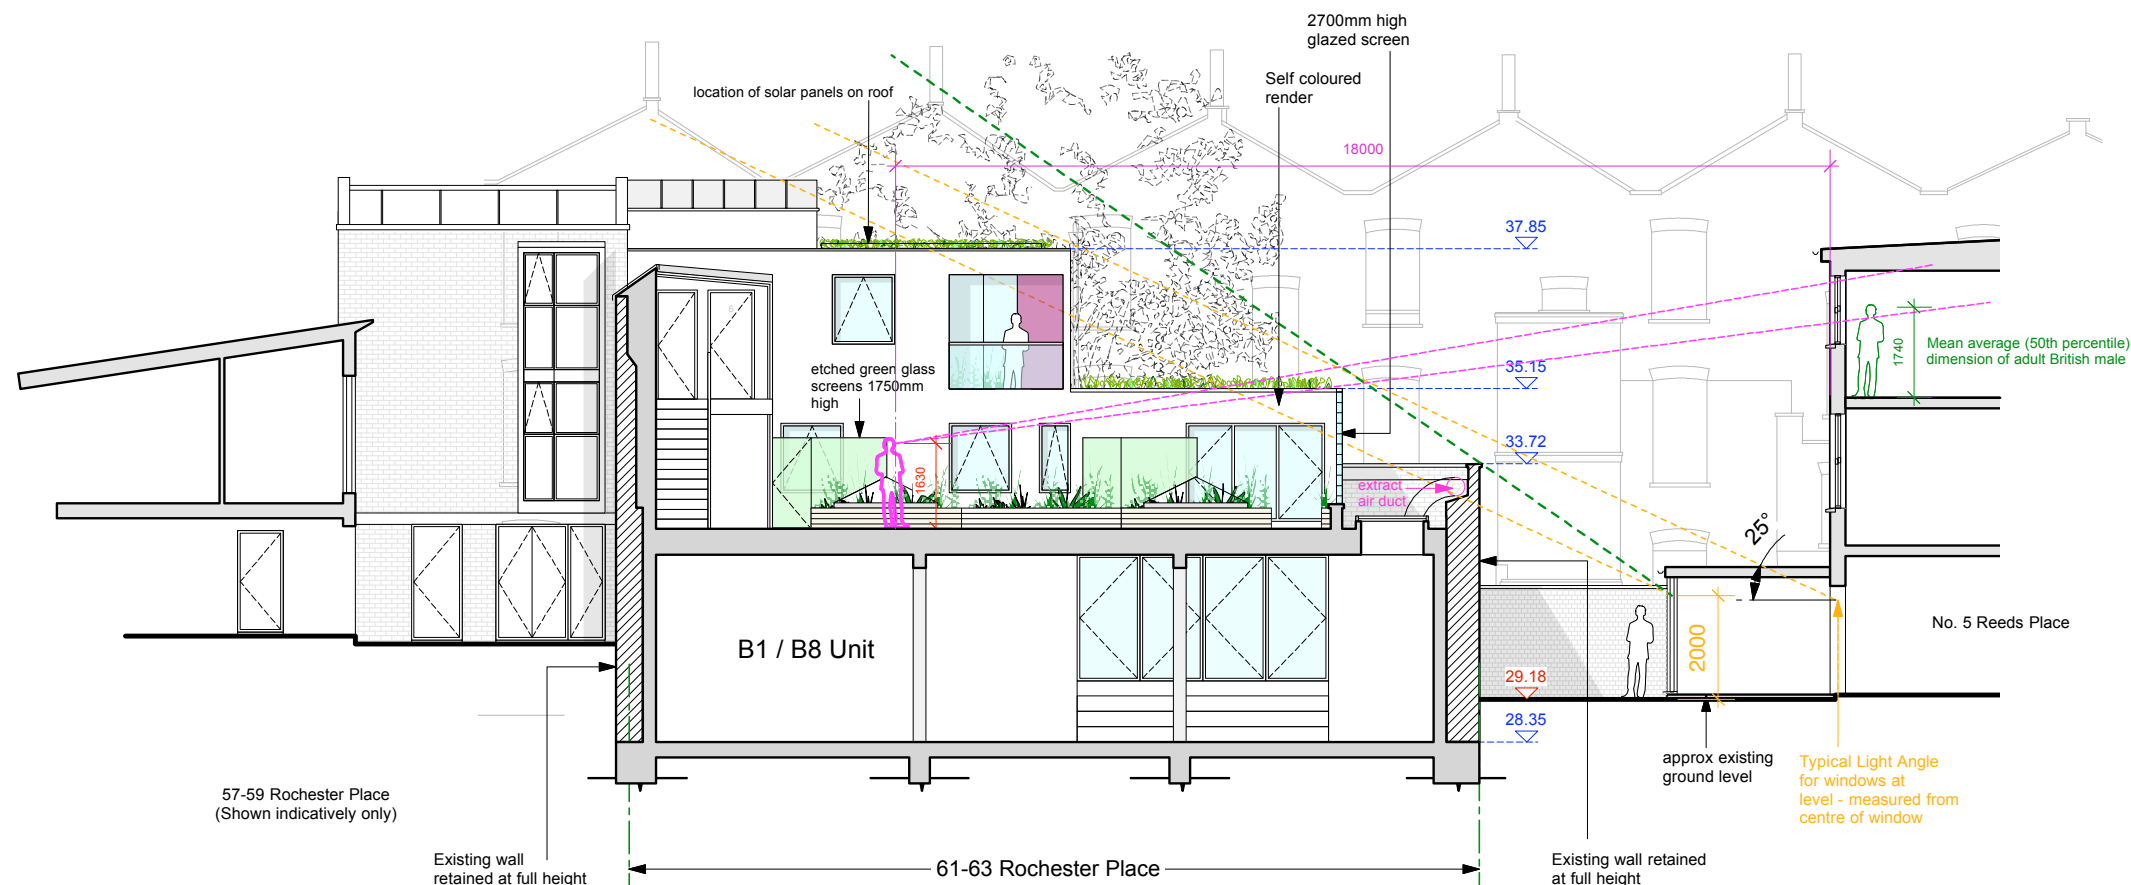 2700mm high
glazed screen
Self coloured
render
location of solar panels on roof
18000
37.85
etched green glass
screens 1750mm
high
35.15
1740
Mean average (50th percentile)
dimension of adult British male
33.72
1630
extract
air duct
25°
B1 / B8 Unit
2000
No. 5 Reeds Place
29.18
28.35
approx existing
ground level
Typical Light Angle
for windows at
level - measured from
centre of window
57-59 Rochester Place
(Shown indicatively only)
Existing wall
retained at full height
61-63 Rochester Place
Existing wall retained
at full height